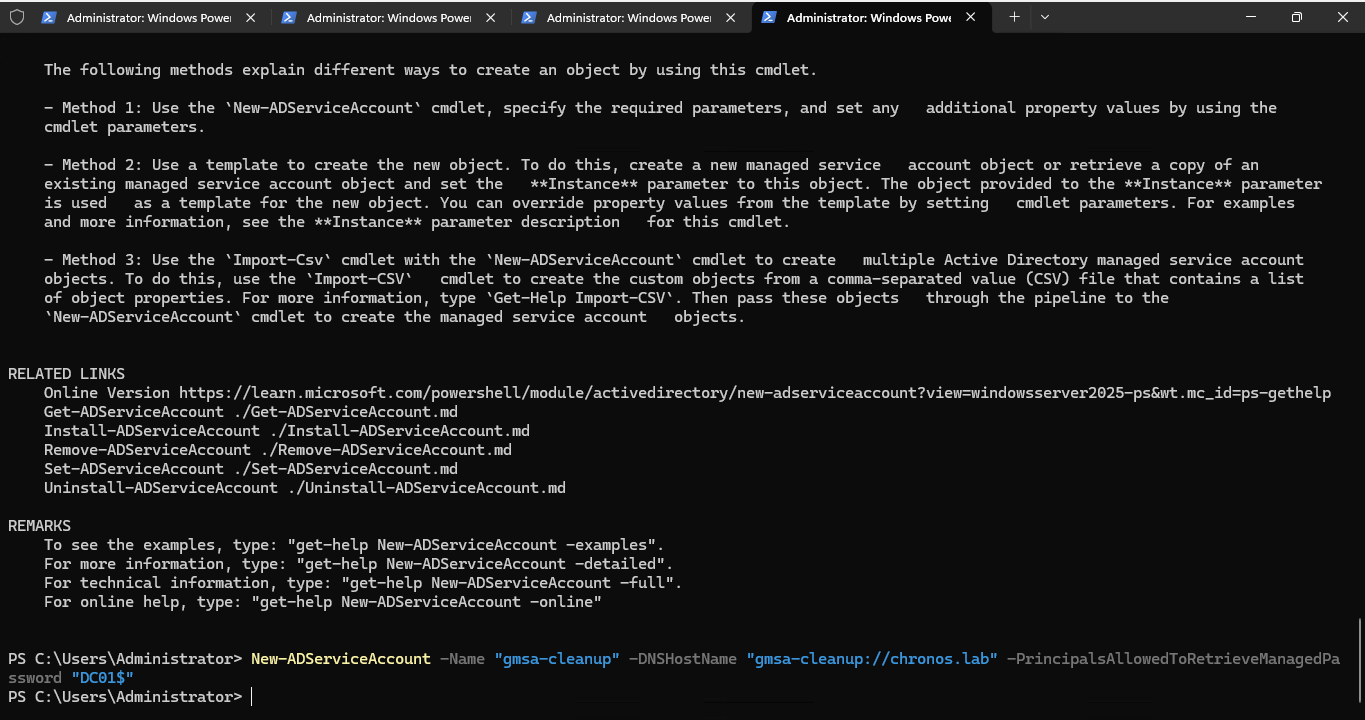 Administrator: Windows Power Administrator: Windows Power Administrator: Windows Power Administrator: Windows Powe
The following methods explain different ways to create an object by using this cmdlet.
- Method 1: Use the `New-ADServiceAccount` cmdlet, specify the required parameters, and set any   additional property values by using the
cmdlet parameters.
- Method 2: Use a template to create the new object. To do this, create a new managed service   account object or retrieve a copy of an
existing managed service account object and set the   **Instance** parameter to this object. The object provided to the **Instance** parameter
is used   as a template for the new object. You can override property values from the template by setting   cmdlet parameters. For examples
and more information, see the **Instance** parameter description   for this cmdlet.
- Method 3: Use the `Import-Csv` cmdlet with the `New-ADServiceAccount` cmdlet to create   multiple Active Directory managed service account
objects. To do this, use the `Import-CSV`   cmdlet to create the custom objects from a comma-separated value (CSV) file that contains a list
of object properties. For more information, type `Get-Help Import-CSV`. Then pass these objects   through the pipeline to the
`New-ADServiceAccount` cmdlet to create the managed service account   objects.
RELATED LINKS
Online Version https://learn.microsoft.com/powershell/module/activedirectory/new-adserviceaccount?view=windowsserver2025-ps&wt.mc_id=ps-gethelp
Get-ADServiceAccount ./Get-ADServiceAccount.md
Install-ADServiceAccount ./Install-ADServiceAccount.md
Remove-ADServiceAccount ./Remove-ADServiceAccount.md
Set-ADServiceAccount ./Set-ADServiceAccount.md
Uninstall-ADServiceAccount ./Uninstall-ADServiceAccount.md
REMARKS
To see the examples, type: "get-help New-ADServiceAccount -examples".
For more information, type: "get-help New-ADServiceAccount -detailed".
For technical information, type: "get-help New-ADServiceAccount -full".
For online help, type: "get-help New-ADServiceAccount -online"
PS C:\Users\Administrator> New-ADServiceAccount -Name "gmsa-cleanup" -DNSHostName "gmsa-cleanup://chronos.lab" -PrincipalsAllowedToRetrieveManagedPa
ssword "DC01$"
PS C:\Users\Administrator>